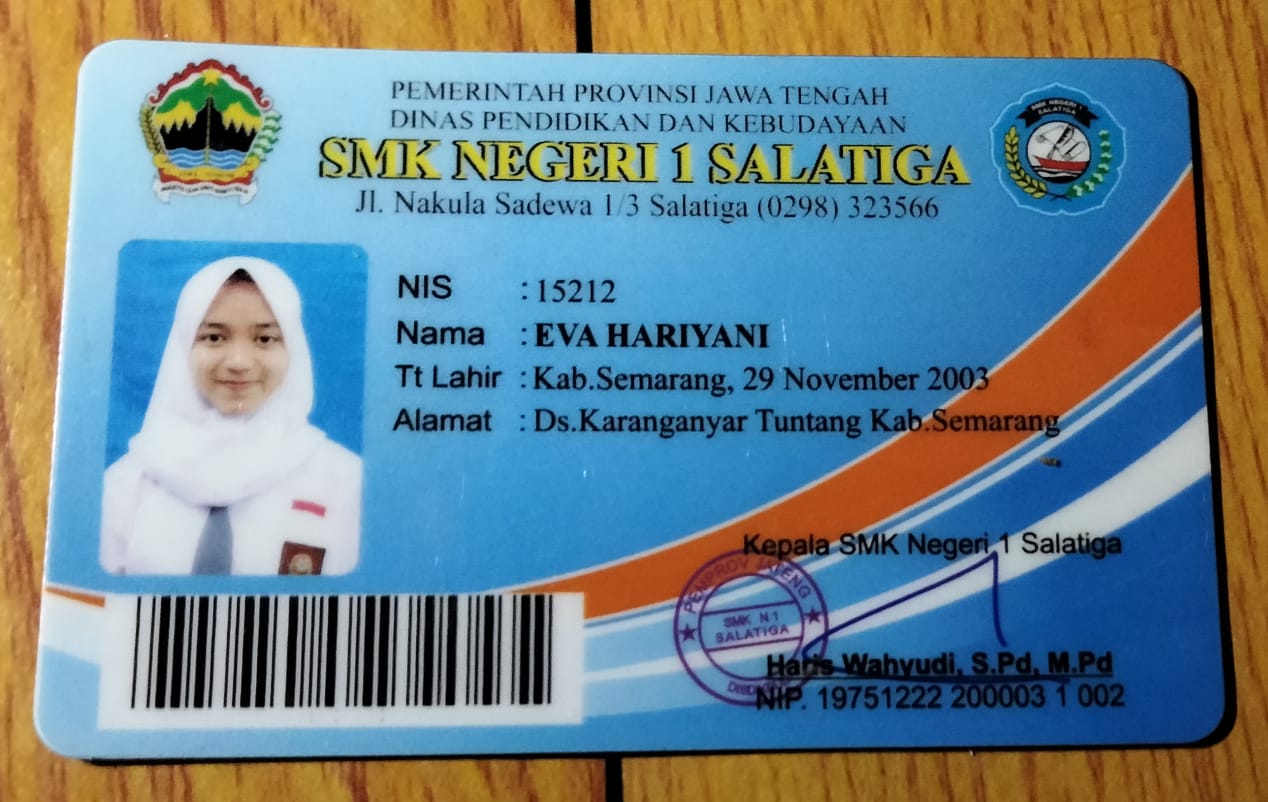 PEMERINTAH PROVINSI JAWA TENGAH
DINAS PENDIDIKAN DAN KEBUDAYAAN
SMK NEGERI 1 SALATIGA
Jl. Nakula Sadewa 1/3 Salatiga (0298) 323566
SMK NEGERI 1
SALATIGA
NIS : 15212
Nama : EVA HARIYANI
Tt Lahir : Kab.Semarang, 29 November 2003
Alamat : Ds.Karanganyar Tuntang Kab.Semarang
Kepala SMK Negeri 1 Salatiga
PEMPROV JATENG
SMK N 1
SALATIGA
Haris Wahyudi, S.Pd, M.Pd
NIP. 19751222 200003 1 002